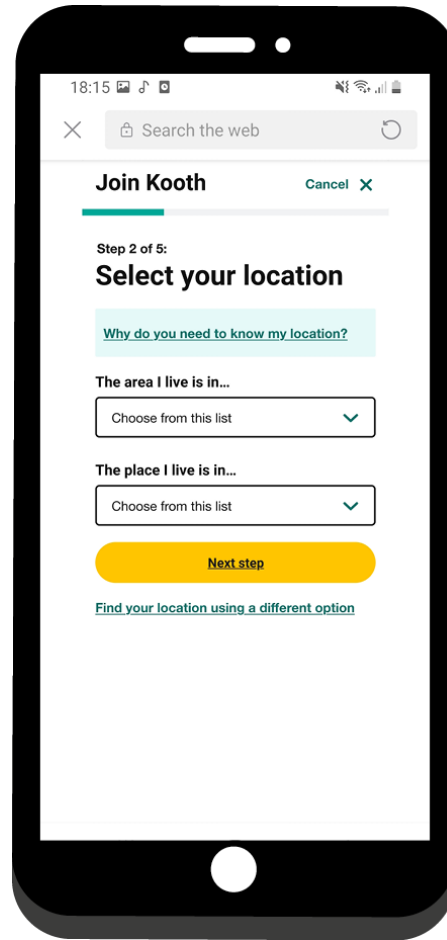 18:15
Search the web
Join Kooth Cancel
Step 2 of 5:
Select your location
Why do you need to know my location?
The area I live is in...
Choose from this list
The place I live is in...
Choose from this list
Next step
Find your location using a different option